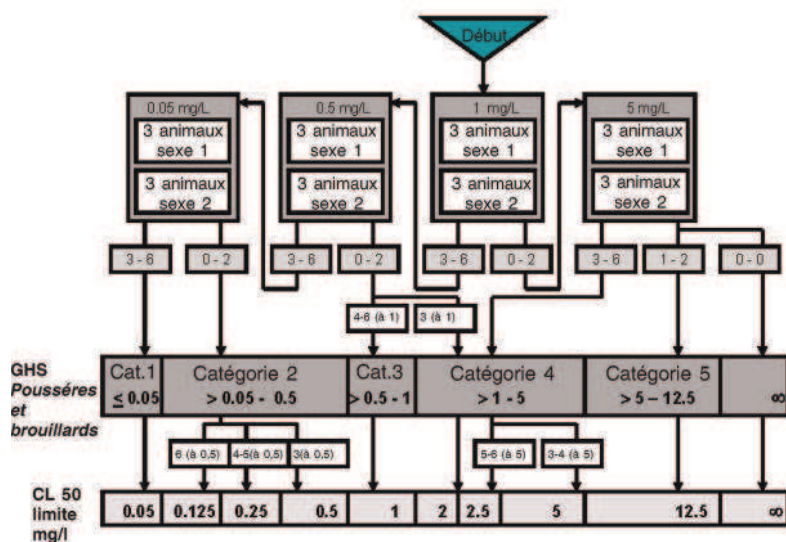 Début
0.05 mg/L
0.5 mg/L
1 mg/L
5 mg/L
3 animaux
sexe 1
3 animaux
sexe 1
3 animaux
sexe 1
3 animaux
sexe 1
3 animaux
sexe 2
3 animaux
sexe 2
3 animaux
sexe 2
3 animaux
sexe 2
3 - 6
0 - 2
3 - 6
0 - 2
3 - 6
0 - 2
3 - 6
1 - 2
0 - 0
4-6 (à 1)
3 (à 1)
GHS
Pousséres
et
brouillards
Cat.1
≤ 0.05
Catégorie 2
> 0.05 - 0.5
Cat.3
> 0.5 - 1
Catégorie 4
> 1 - 5
Catégorie 5
> 5 – 12.5
∞
6 (à 0,5)
4-5(à 0,5)
3(à 0.5)
5-6 (à 5)
3-4 (à 5)
CL 50
limite
mg/l
0.05
0.125
0.25
0.5
1
2
2.5
5
12.5
∞